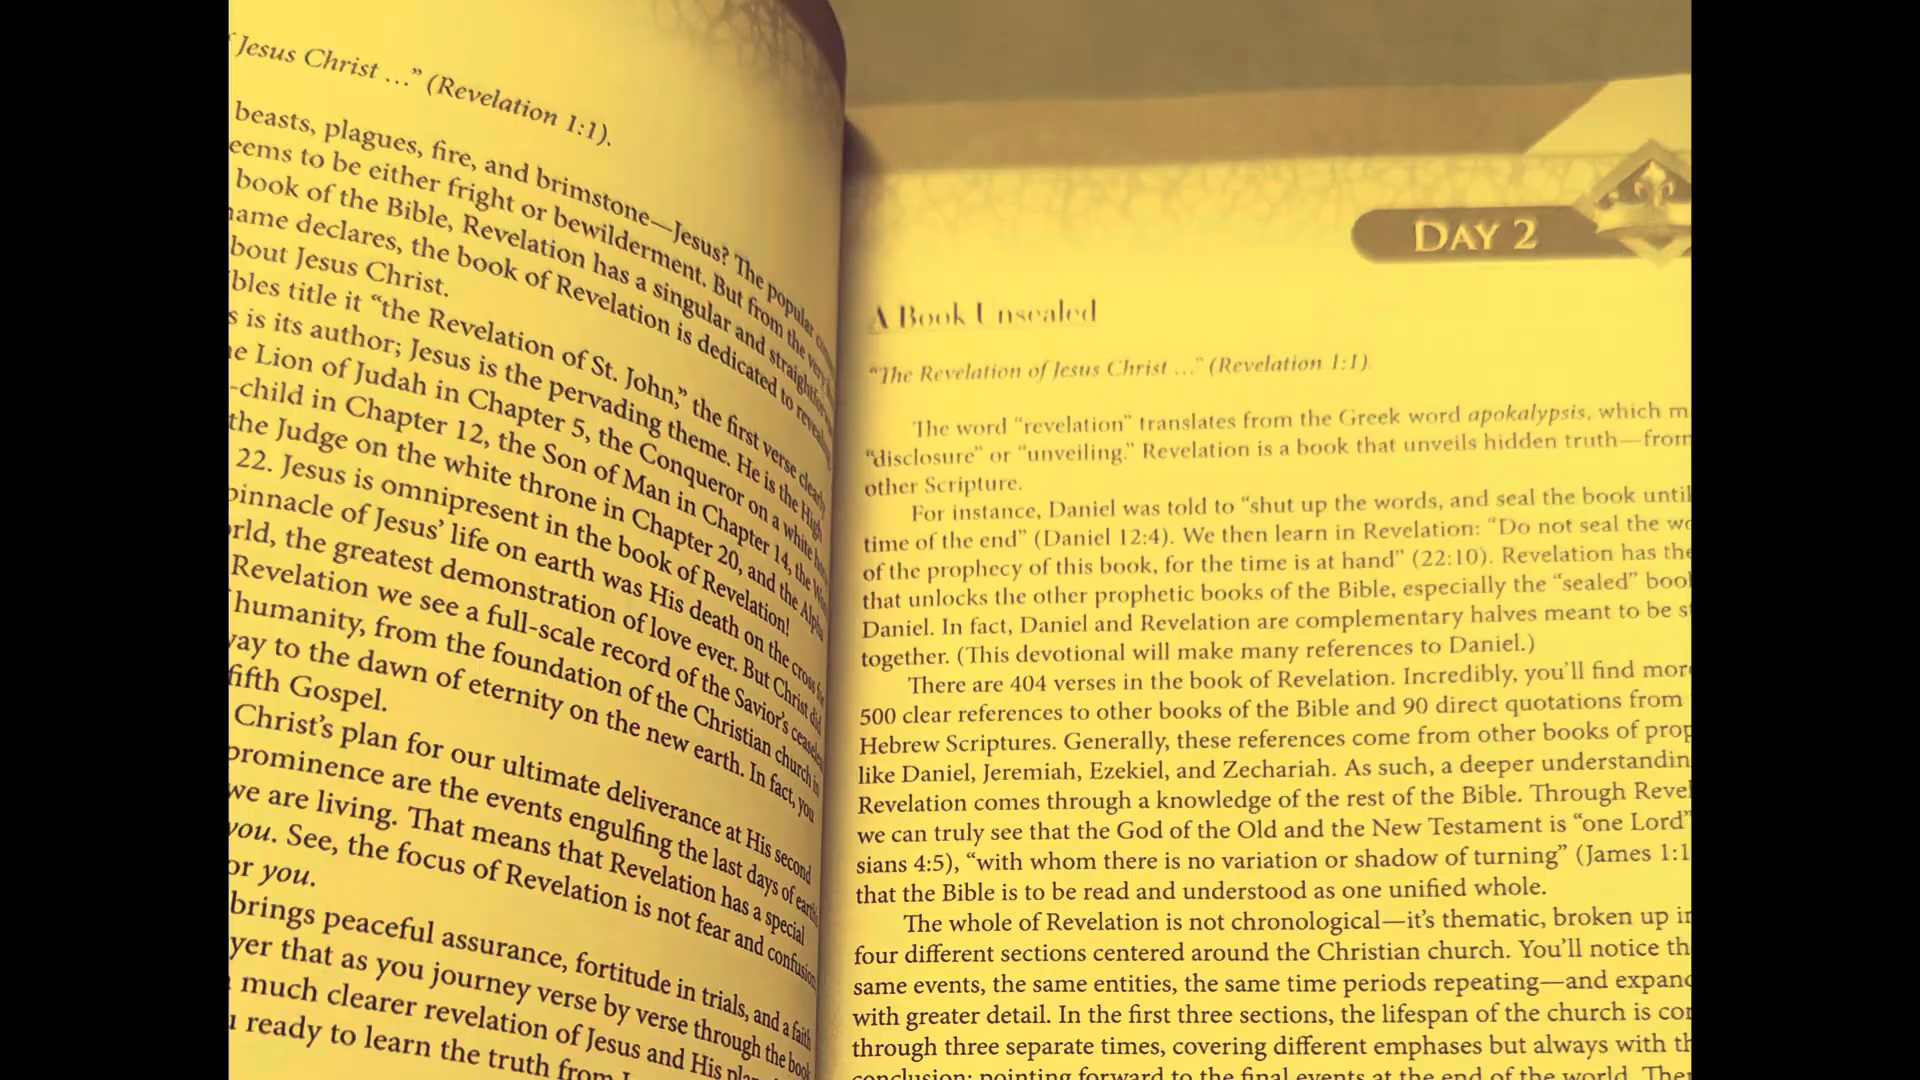 Jesus Christ …” (Revelation 1:1).
beasts, plagues, fire, and brimstone—Jesus? The popular
eems to be either fright or bewilderment. But from the very
book of the Bible, Revelation has a singular and
name declares, the book of Revelation is dedicated to
bout Jesus Christ.
bles title it “the Revelation of St. John,” the first verse clearly
s is its author; Jesus is the pervading theme. He is the High
he Lion of Judah in Chapter 5, the Conqueror on a white
-child in Chapter 12, the Son of Man in Chapter 14, the
the Judge on the white throne in Chapter 20, and the Alpha
22. Jesus is omnipresent in the book of Revelation!
pinnacle of Jesus’ life on earth was His death on the cross
rld, the greatest demonstration of love ever. But Christ did
Revelation we see a full-scale record of the Savior’s
humanity, from the foundation of the Christian church in
way to the dawn of eternity on the new earth. In fact, you
fifth Gospel.
Christ’s plan for our ultimate deliverance at His second
prominence are the events engulfing the last days of
we are living. That means that Revelation has a special
you. See, the focus of Revelation is not fear and confusion
or you.
brings peaceful assurance, fortitude in trials, and a faith
yer that as you journey verse by verse through the book
much clearer revelation of Jesus and His
ready to learn the truth from
DAY 2
A Book Unsealed
“The Revelation of Jesus Christ …” (Revelation 1:1).
The word “revelation” translates from the Greek word apokalypsis, which m
“disclosure” or “unveiling.” Revelation is a book that unveils hidden truth—from
other Scripture.
For instance, Daniel was told to “shut up the words, and seal the book until
time of the end” (Daniel 12:4). We then learn in Revelation: “Do not seal the wo
of the prophecy of this book, for the time is at hand” (22:10). Revelation has the
that unlocks the other prophetic books of the Bible, especially the “sealed” boo
Daniel. In fact, Daniel and Revelation are complementary halves meant to be s
together. (This devotional will make many references to Daniel.)
There are 404 verses in the book of Revelation. Incredibly, you’ll find mor
500 clear references to other books of the Bible and 90 direct quotations from
Hebrew Scriptures. Generally, these references come from other books of prop
like Daniel, Jeremiah, Ezekiel, and Zechariah. As such, a deeper understandin
Revelation comes through a knowledge of the rest of the Bible. Through Revel
we can truly see that the God of the Old and the New Testament is “one Lord”
sians 4:5), “with whom there is no variation or shadow of turning” (James 1:1
that the Bible is to be read and understood as one unified whole.
The whole of Revelation is not chronological—it’s thematic, broken up in
four different sections centered around the Christian church. You’ll notice th
same events, the same entities, the same time periods repeating—and expand
with greater detail. In the first three sections, the lifespan of the church is co
through three separate times, covering different emphases but always with th
conclusion: pointing forward to the final events at the end of the world. Ther